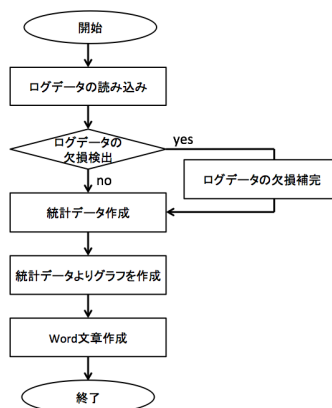 開始
ログデータの読み込み
ログデータの
欠損検出
yes
no
ログデータの欠損補完
統計データ作成
統計データよりグラフを作成
Word文章作成
終了